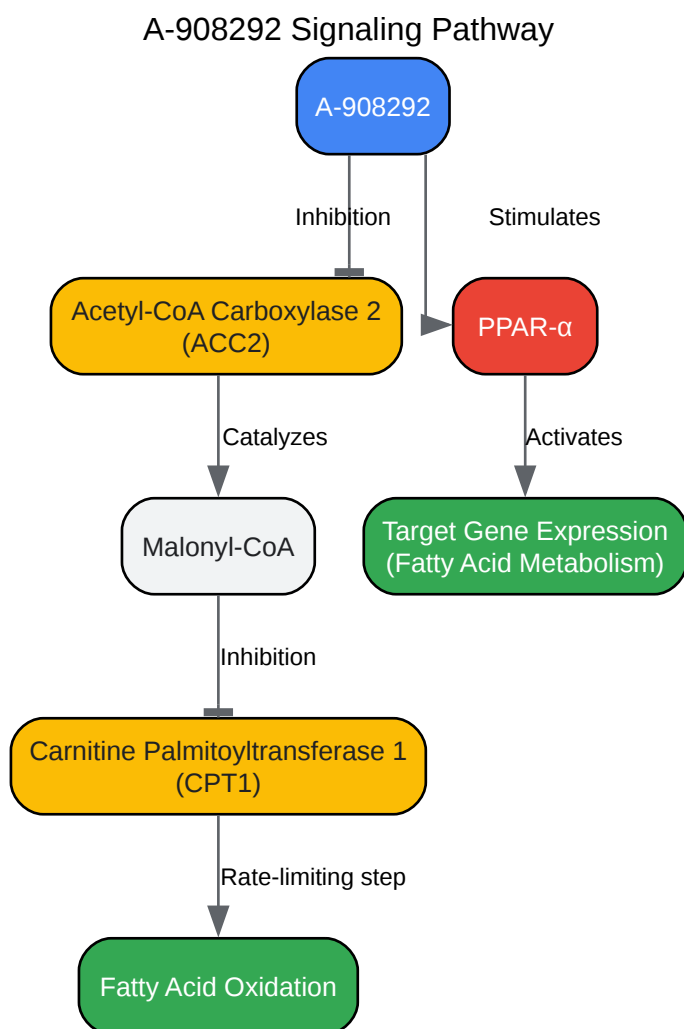 A-908292 Signaling Pathway
A-908292
Inhibition
Stimulates
Acetyl-CoA Carboxylase 2
(ACC2)
PPAR-α
Catalyzes
Activates
Malonyl-CoA
Target Gene Expression
(Fatty Acid Metabolism)
Inhibition
Carnitine Palmitoyltransferase 1
(CPT1)
Rate-limiting step
Fatty Acid Oxidation